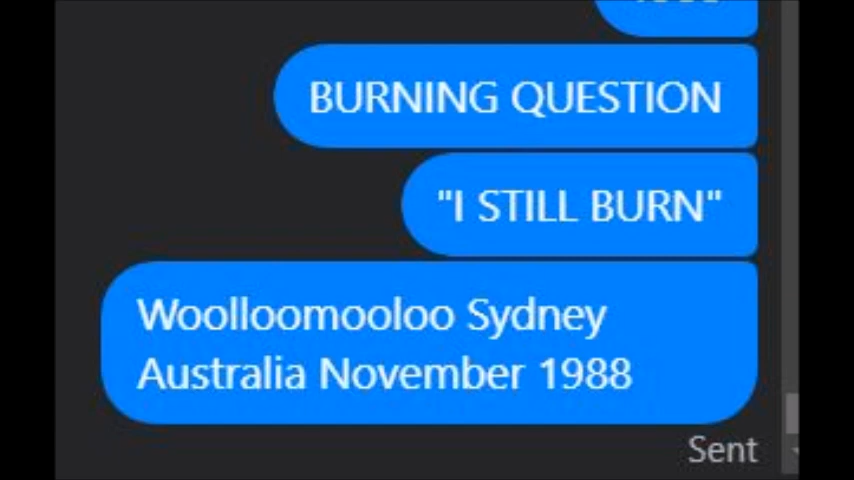 BURNING QUESTION
"I STILL BURN"
Woolloomooloo Sydney
Australia November 1988
Sent